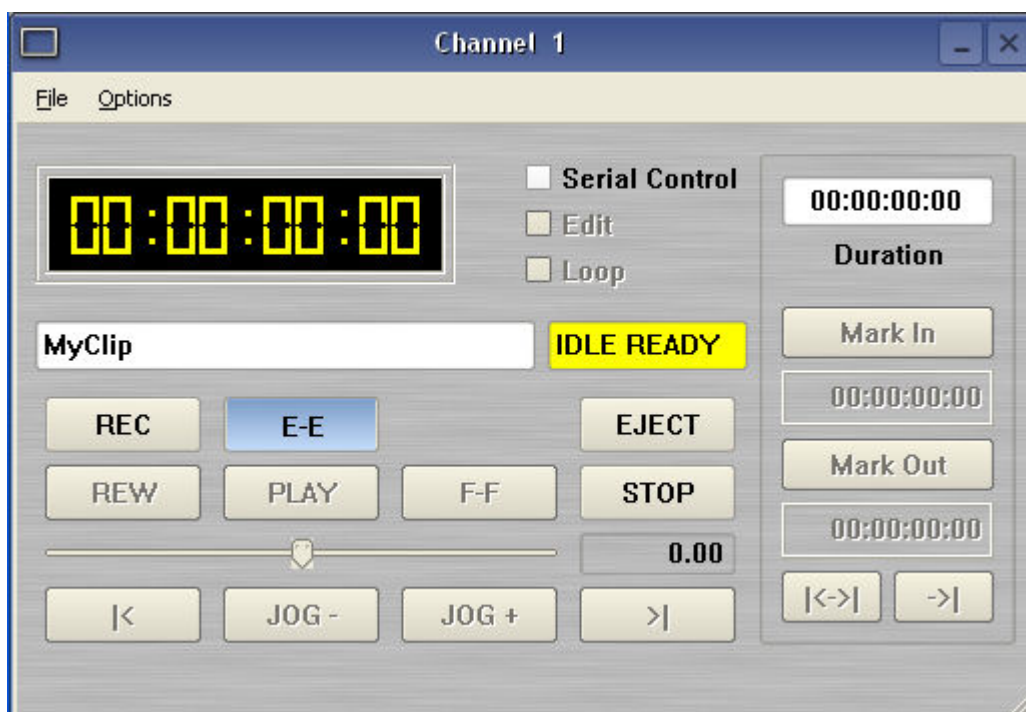 Channel 1
File Options
00:00:00:00
Serial Control
Edit
Loop
00:00:00:00
Duration
MyClip
IDLE READY
Mark In
00:00:00:00
REC E-E EJECT
Mark Out
REW PLAY F-F STOP
00:00:00:00
0.00
|< JOG - JOG + >|
|<->| ->|